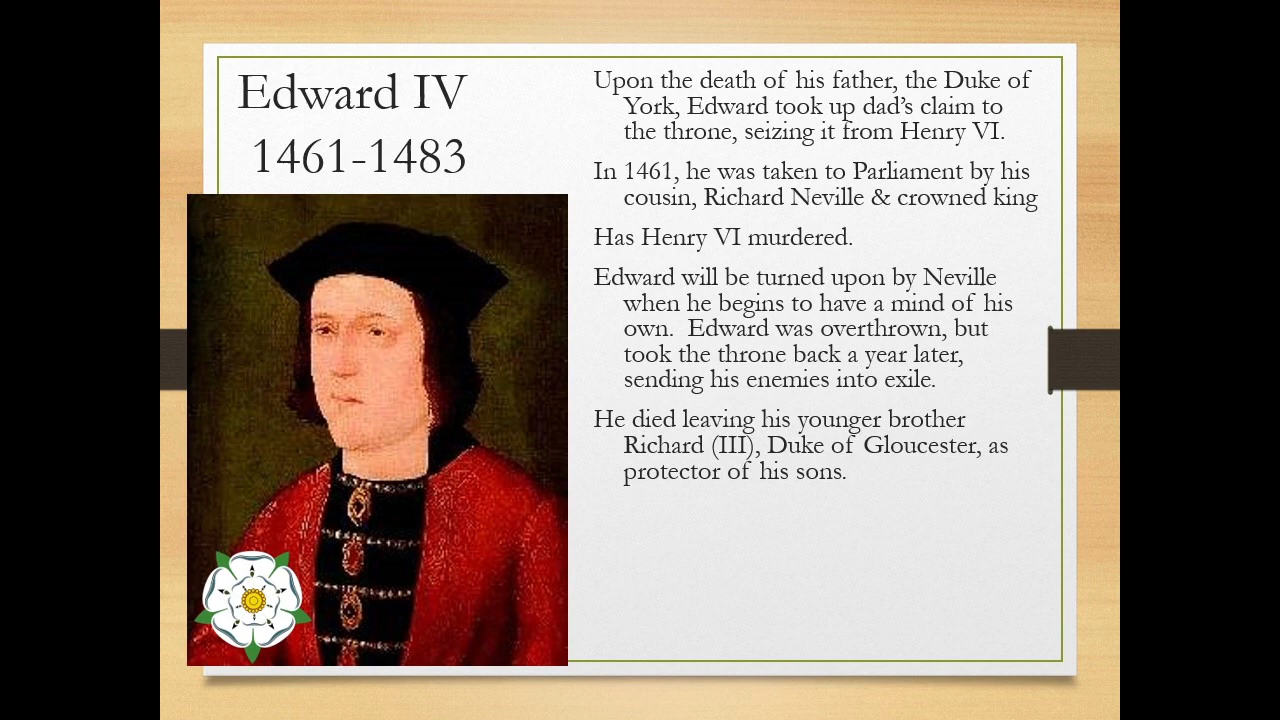 Edward IV
1461-1483
Upon the death of his father, the Duke of
York, Edward took up dad’s claim to
the throne, seizing it from Henry VI.
In 1461, he was taken to Parliament by his
cousin, Richard Neville & crowned king
Has Henry VI murdered.
Edward will be turned upon by Neville
when he begins to have a mind of his
own.  Edward was overthrown, but
took the throne back a year later,
sending his enemies into exile.
He died leaving his younger brother
Richard (III), Duke of Gloucester, as
protector of his sons.